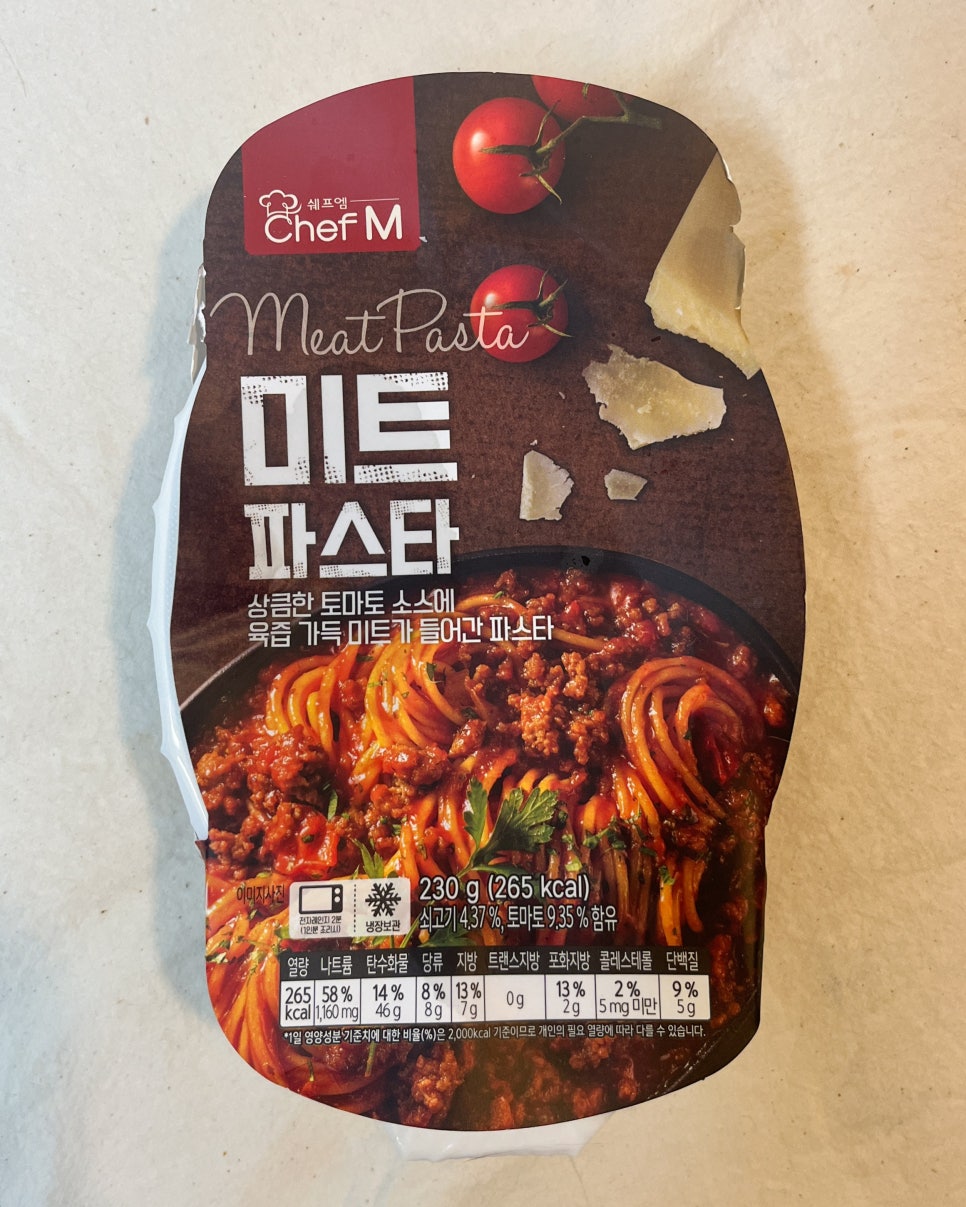 쉐프엠
Chef M
Meat Pasta
미트
파스타
상큼한 토마토 소스에
육즙 가득 미트가 들어간 파스타
이미지사진
전자레인지 2분
(1인분 조리시)
냉장보관
230 g (265 kcal)
쇠고기 4.37 %, 토마토 9.35 % 함유
열량 나트륨 탄수화물 당류 지방 트랜스지방 포화지방 콜레스테롤 단백질
265 58 % 14 % 8 % 13 % 0 g 13 % 2 % 9 %
kcal 1,160 mg 46 g 8 g 7 g 2 g 5 mg 미만 5 g
*1일 영양성분 기준치에 대한 비율(%)은 2,000kcal 기준이므로 개인의 필요 열량에 따라 다를 수 있습니다.